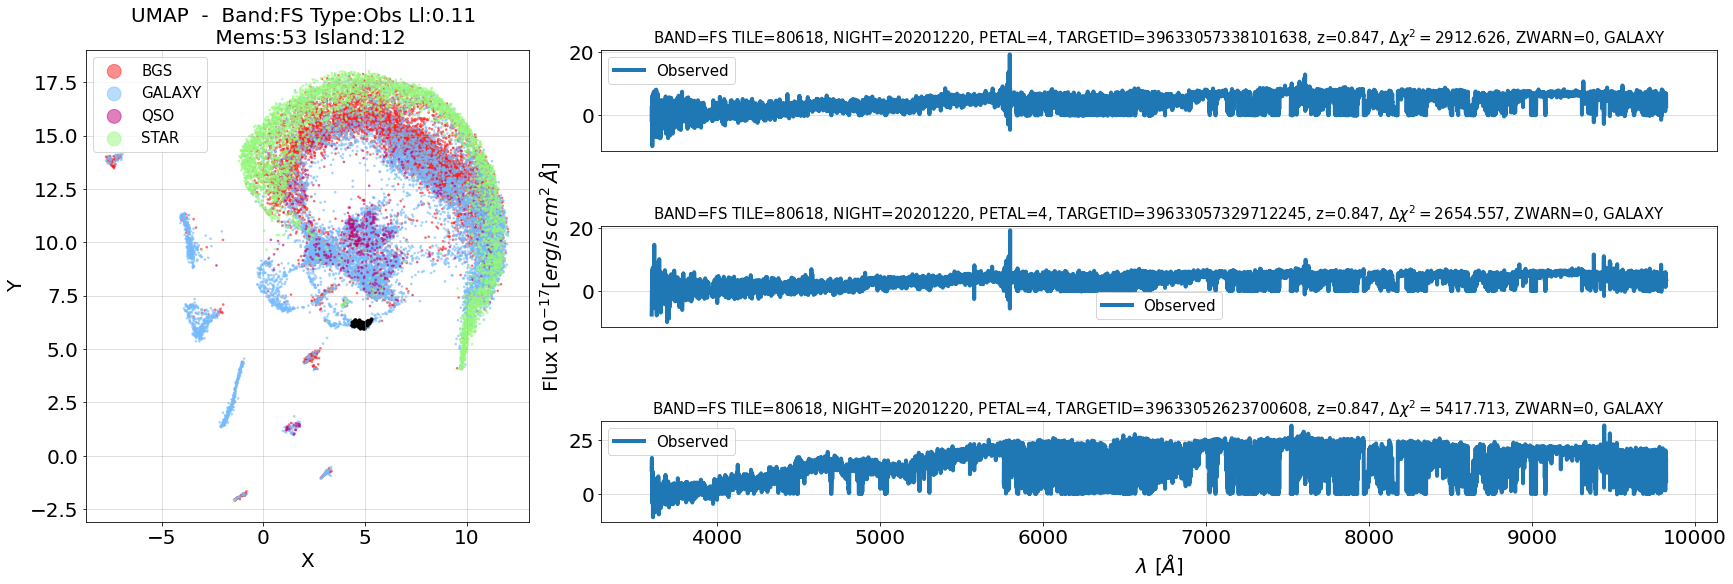 UMAP - Band:FS Type:Obs Ll:0.11
Mems:53 Island:12
BGS
GALAXY
QSO
STAR
17.5
15.0
12.5
10.0
7.5
5.0
2.5
0.0
−2.5
Y
−5
0
5
10
X
BAND=FS TILE=80618, NIGHT=20201220, PETAL=4, TARGETID=39633057338101638, z=0.847, Δχ² = 2912.626, ZWARN=0, GALAXY
Observed
20
0
BAND=FS TILE=80618, NIGHT=20201220, PETAL=4, TARGETID=39633057329712245, z=0.847, Δχ² = 2654.557, ZWARN=0, GALAXY
Observed
20
0
Flux 10⁻¹⁷[erg/s cm² Å]
BAND=FS TILE=80618, NIGHT=20201220, PETAL=4, TARGETID=39633052623700608, z=0.847, Δχ² = 5417.713, ZWARN=0, GALAXY
Observed
25
0
4000
5000
6000
7000
8000
9000
10000
λ [Å]